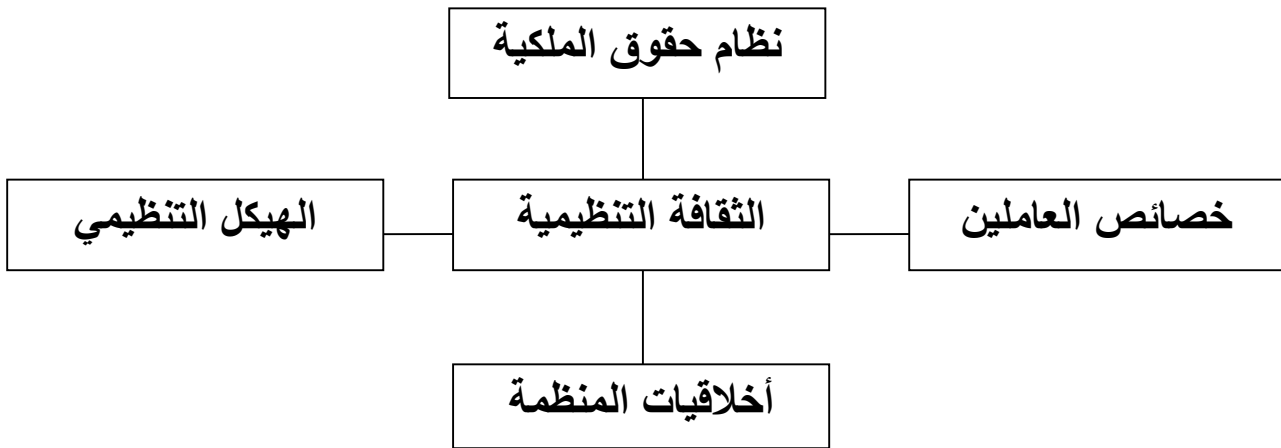 نظام حقوق الملكية
خصائص العاملين
الثقافة التنظيمية
الهيكل التنظيمي
أخلاقيات المنظمة